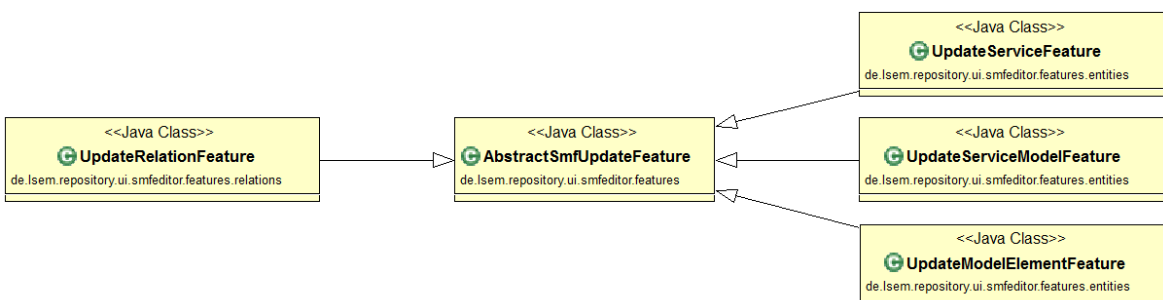 <<Java Class>>
UpdateServiceFeature
de.lsem.repository.ui.smfeditor.features.entities
<<Java Class>>
UpdateRelationFeature
de.lsem.repository.ui.smfeditor.features.relations
<<Java Class>>
AbstractSmfUpdateFeature
de.lsem.repository.ui.smfeditor.features
<<Java Class>>
UpdateServiceModelFeature
de.lsem.repository.ui.smfeditor.features.entities
<<Java Class>>
UpdateModelElementFeature
de.lsem.repository.ui.smfeditor.features.entities